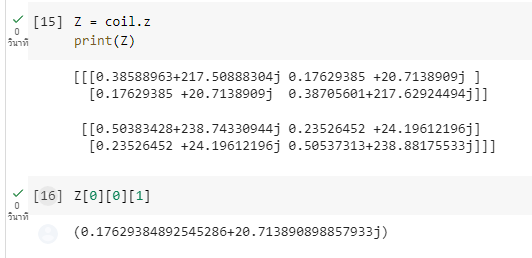 [15] Z = coil.z
0
วินาที
print(Z)
[[[0.38588963+217.50888304j 0.17629385 +20.7138909j ]
[0.17629385 +20.7138909j  0.38705601+217.62924494j]]
[[0.50383428+238.74330944j 0.23526452 +24.19612196j]
[0.23526452 +24.19612196j 0.50537313+238.88175533j]]]
[16] Z[0][0][1]
0
วินาที
(0.17629384892545286+20.713890898857933j)